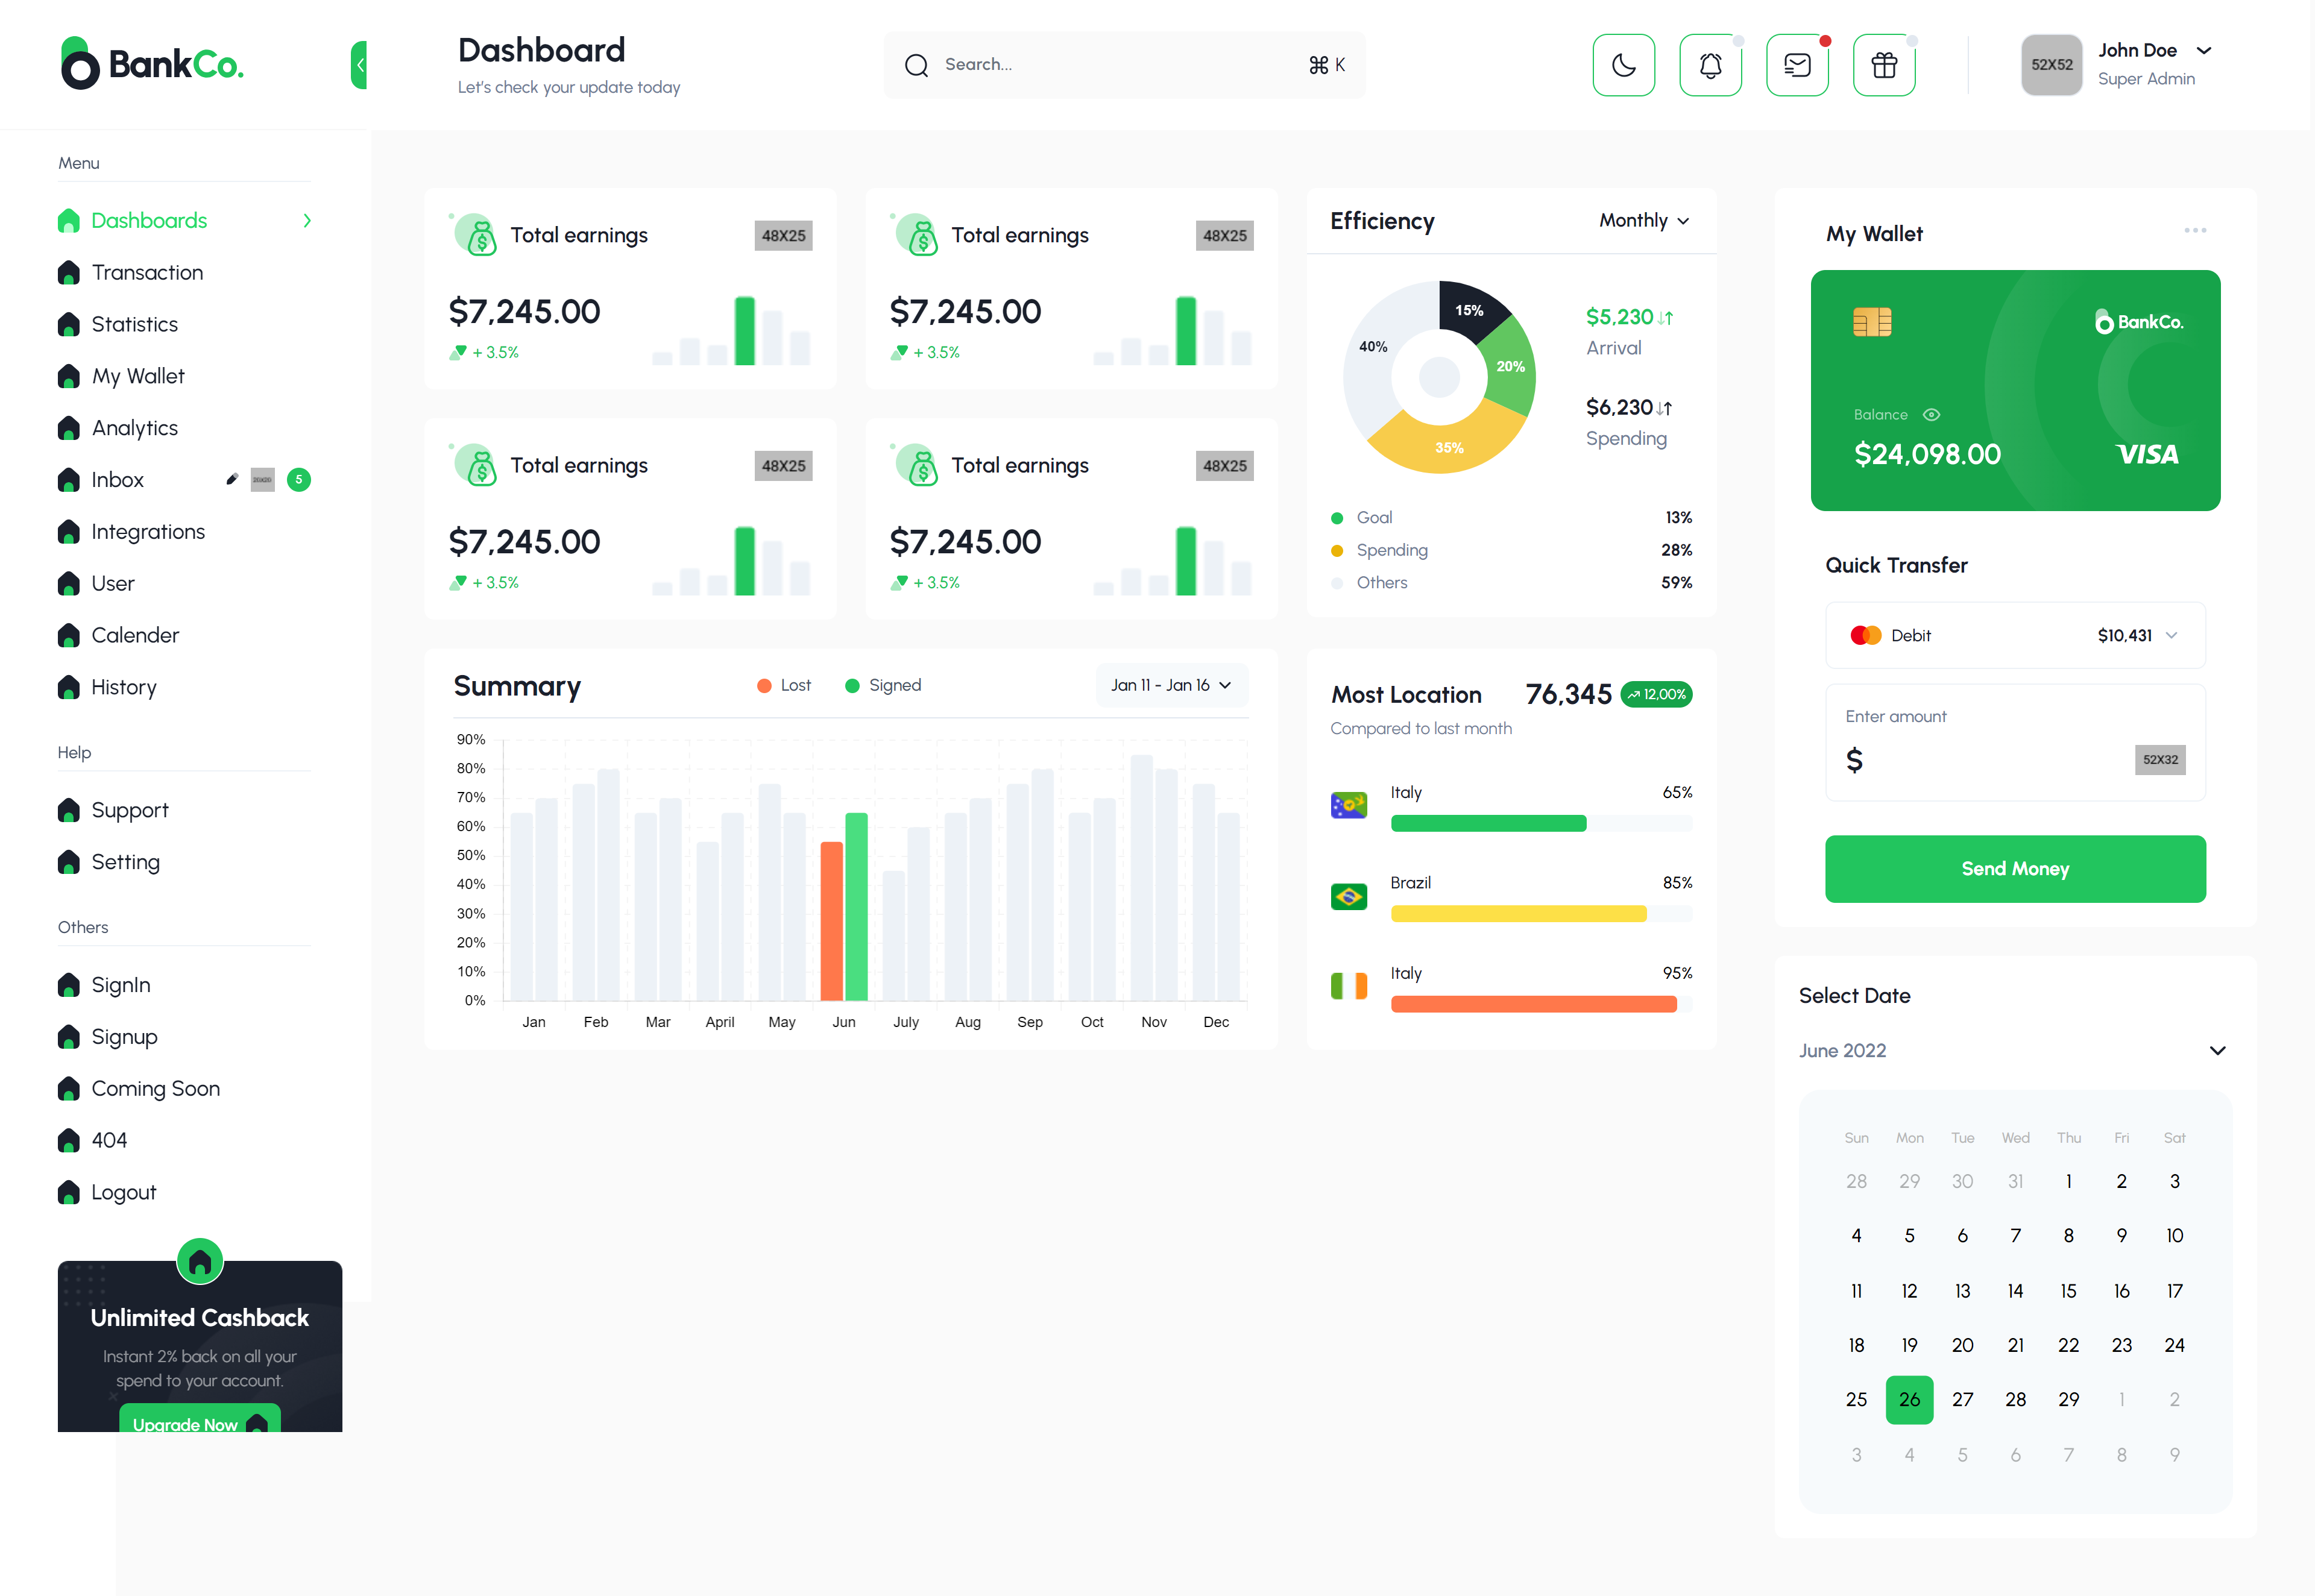 BankCo.
Dashboard
Let's check your update today
Search...
⌘ K
52X52
John Doe
Super Admin
Menu
Dashboards
Transaction
Statistics
My Wallet
Analytics
Inbox
20X20
5
Integrations
User
Calender
History
Help
Support
Setting
Others
SignIn
Signup
Coming Soon
404
Logout
Unlimited Cashback
Instant 2% back on all your
spend to your account.
Upgrade Now
Total earnings
48X25
$7,245.00
+ 3.5%
Total earnings
48X25
$7,245.00
+ 3.5%
Total earnings
48X25
$7,245.00
+ 3.5%
Total earnings
48X25
$7,245.00
+ 3.5%
Efficiency
Monthly
15%
20%
35%
40%
$5,230
Arrival
$6,230
Spending
Goal 13%
Spending 28%
Others 59%
Summary
Lost
Signed
Jan 11 - Jan 16
90%
80%
70%
60%
50%
40%
30%
20%
10%
0%
Jan Feb Mar April May Jun July Aug Sep Oct Nov Dec
Most Location
76,345
12,00%
Compared to last month
Italy 65%
Brazil 85%
Italy 95%
My Wallet
BankCo.
Balance
$24,098.00
VISA
Quick Transfer
Debit $10,431
Enter amount
$
52X32
Send Money
Select Date
June 2022
Sun Mon Tue Wed Thu Fri Sat
28 29 30 31 1 2 3
4 5 6 7 8 9 10
11 12 13 14 15 16 17
18 19 20 21 22 23 24
25 26 27 28 29 1 2
3 4 5 6 7 8 9